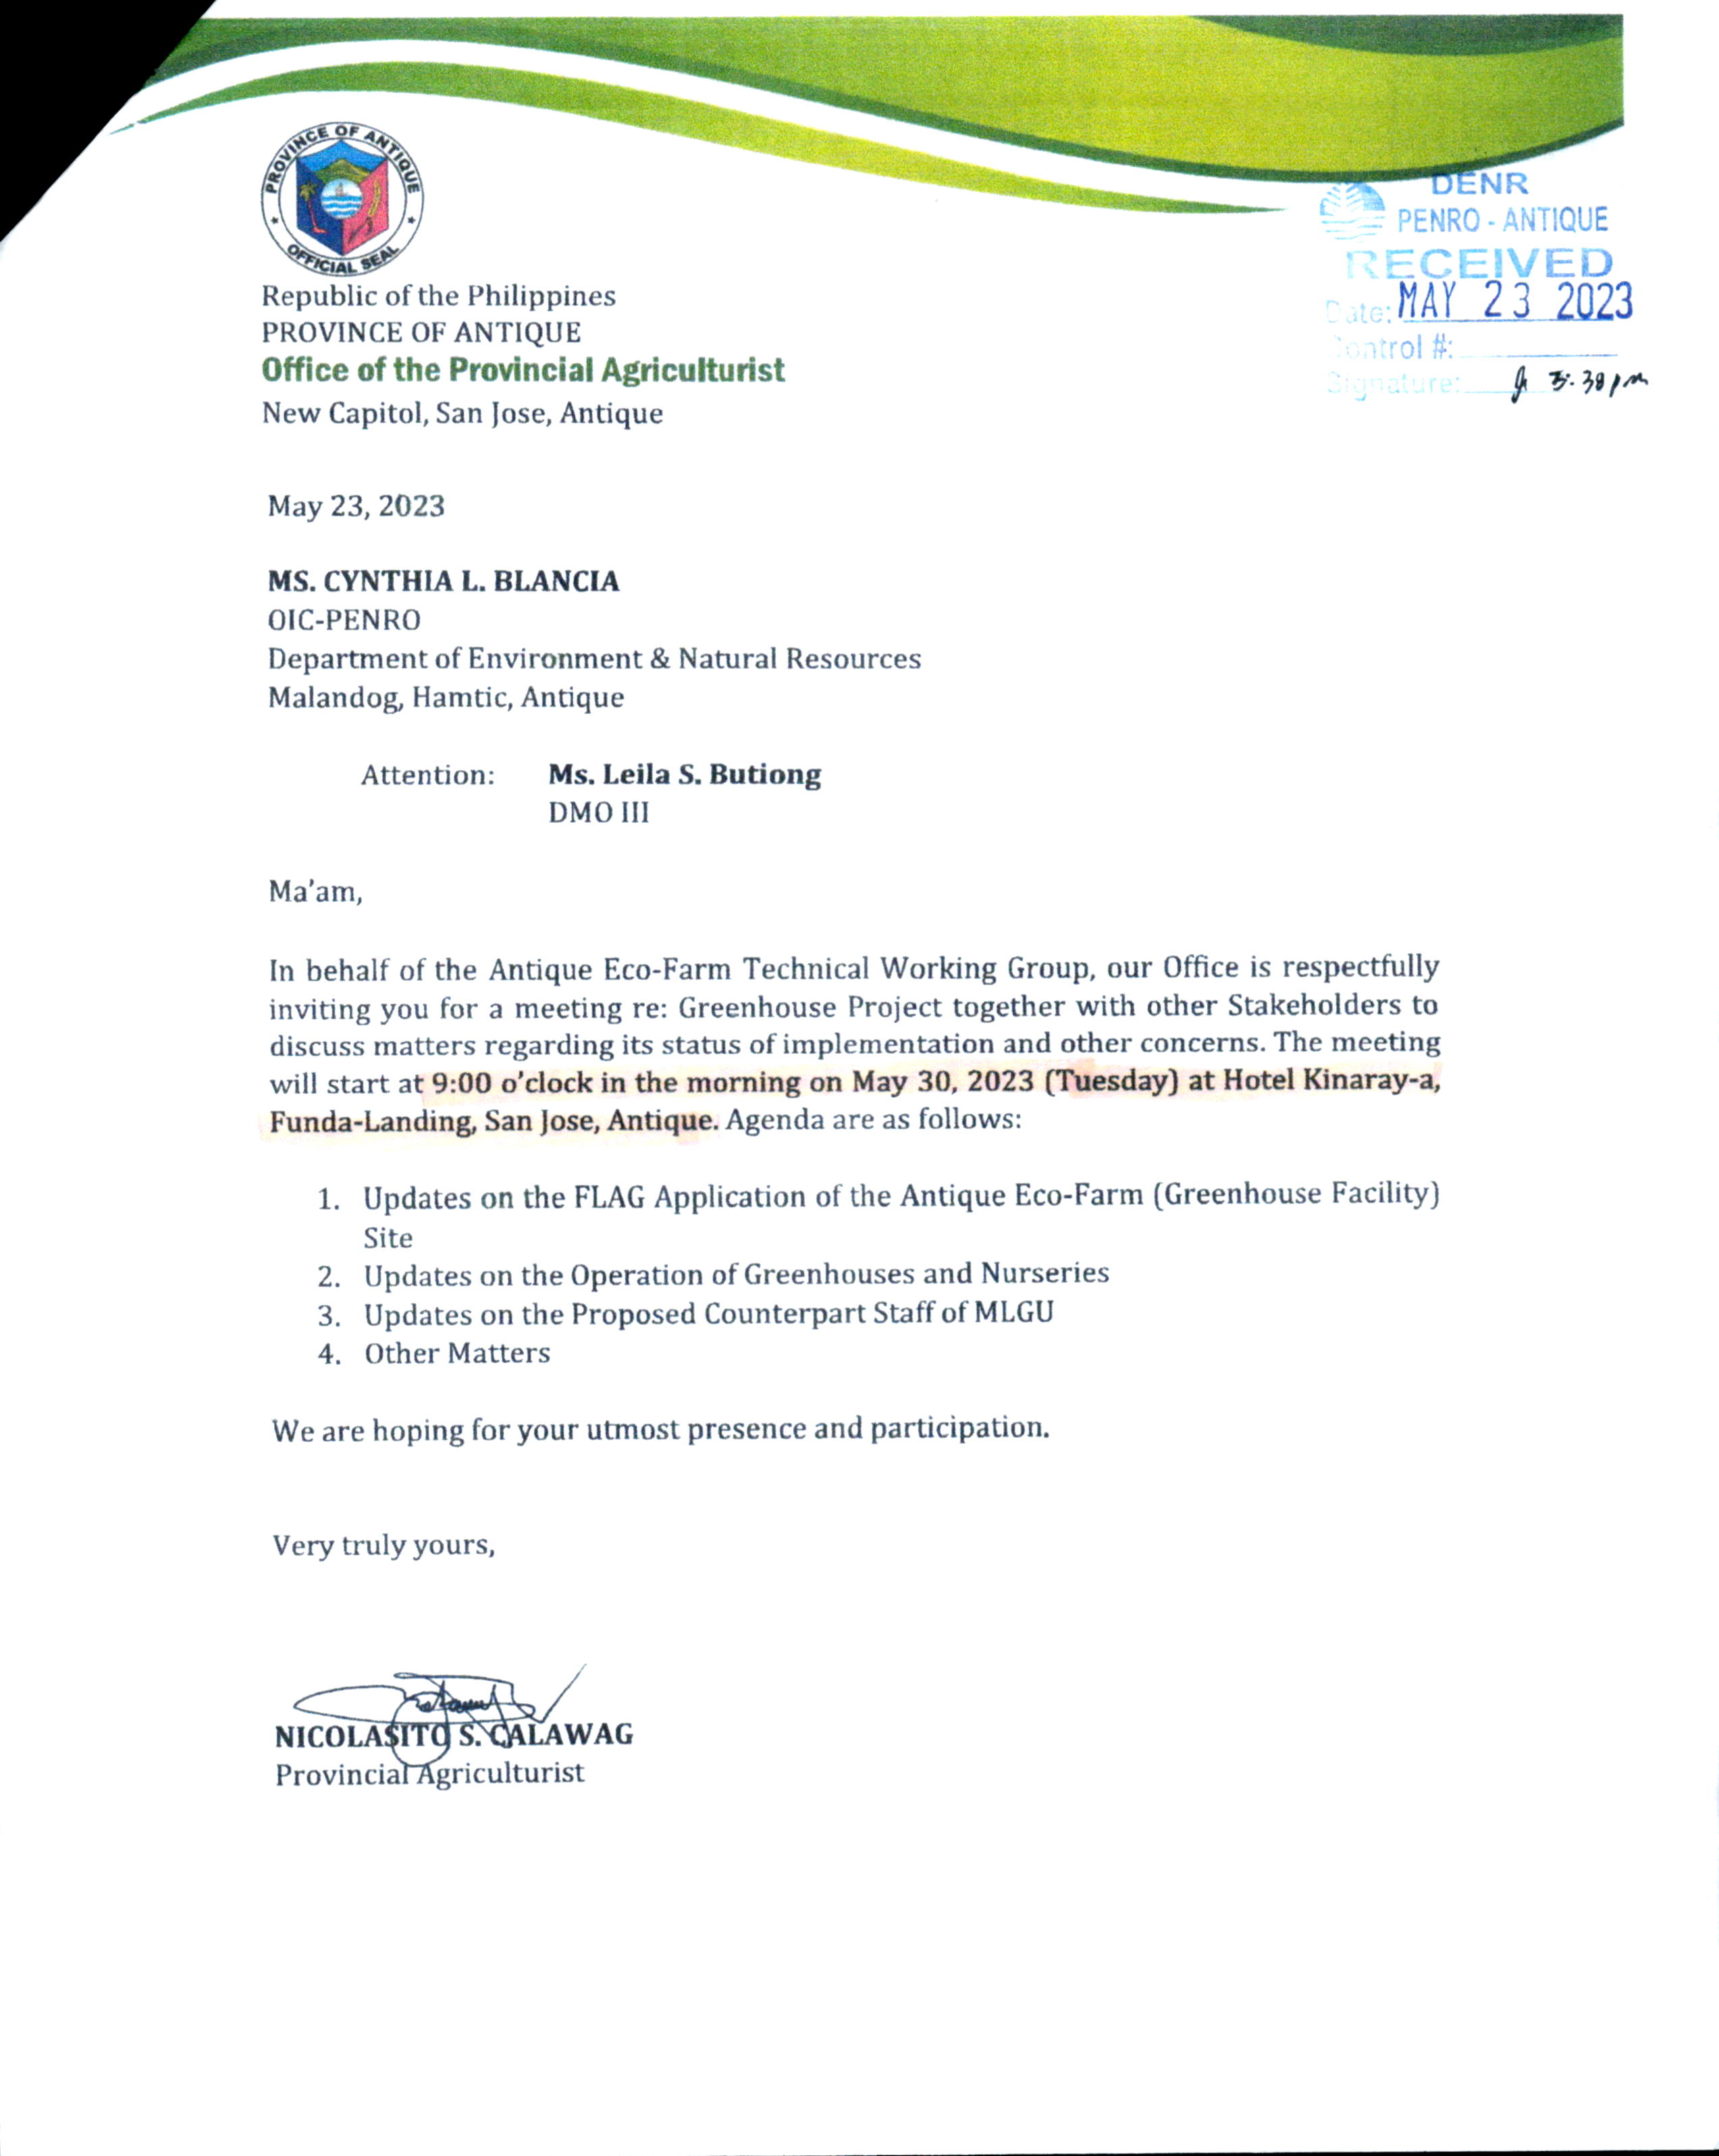 PROVINCE OF ANTIQUE
OFFICIAL SEAL
DENR
PENRO - ANTIQUE
RECEIVED
Date: MAY 23 2023
Control #:
Signature: 3:38 pm
Republic of the Philippines
PROVINCE OF ANTIQUE
Office of the Provincial Agriculturist
New Capitol, San Jose, Antique
May 23, 2023
MS. CYNTHIA L. BLANCIA
OIC-PENRO
Department of Environment & Natural Resources
Malandog, Hamtic, Antique
Attention: Ms. Leila S. Butiong
DMO III
Ma'am,
In behalf of the Antique Eco-Farm Technical Working Group, our Office is respectfully
inviting you for a meeting re: Greenhouse Project together with other Stakeholders to
discuss matters regarding its status of implementation and other concerns. The meeting
will start at 9:00 o'clock in the morning on May 30, 2023 (Tuesday) at Hotel Kinaray-a,
Funda-Landing, San Jose, Antique. Agenda are as follows:
1. Updates on the FLAG Application of the Antique Eco-Farm (Greenhouse Facility)
Site
2. Updates on the Operation of Greenhouses and Nurseries
3. Updates on the Proposed Counterpart Staff of MLGU
4. Other Matters
We are hoping for your utmost presence and participation.
Very truly yours,
NICOLASITO S. CALAWAG
Provincial Agriculturist